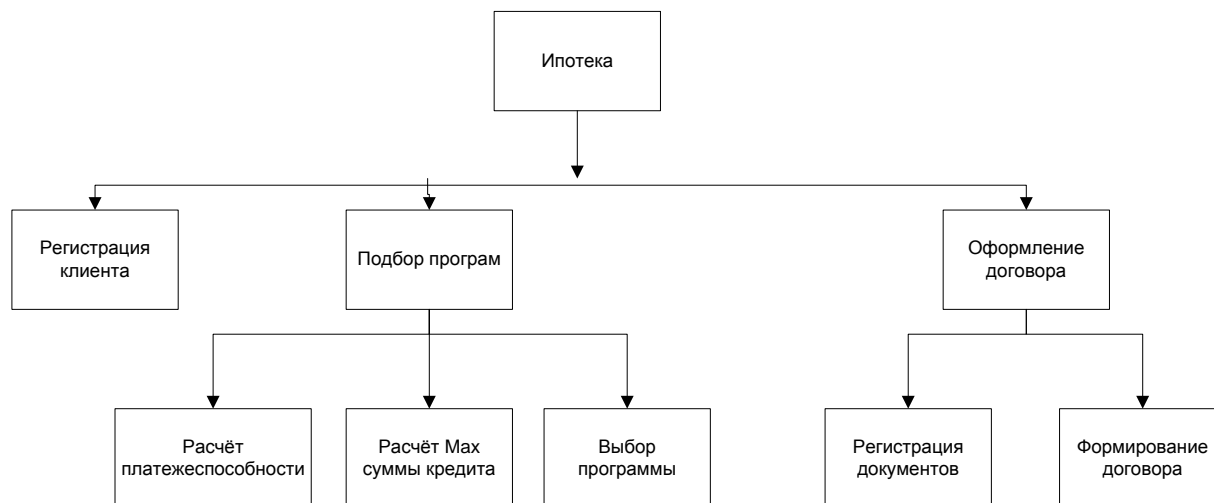 Ипотека
Регистрация
клиента
Подбор програм
Оформление
договора
Расчёт
платежеспособности
Расчёт Max
суммы кредита
Выбор
программы
Регистрация
документов
Формирование
договора